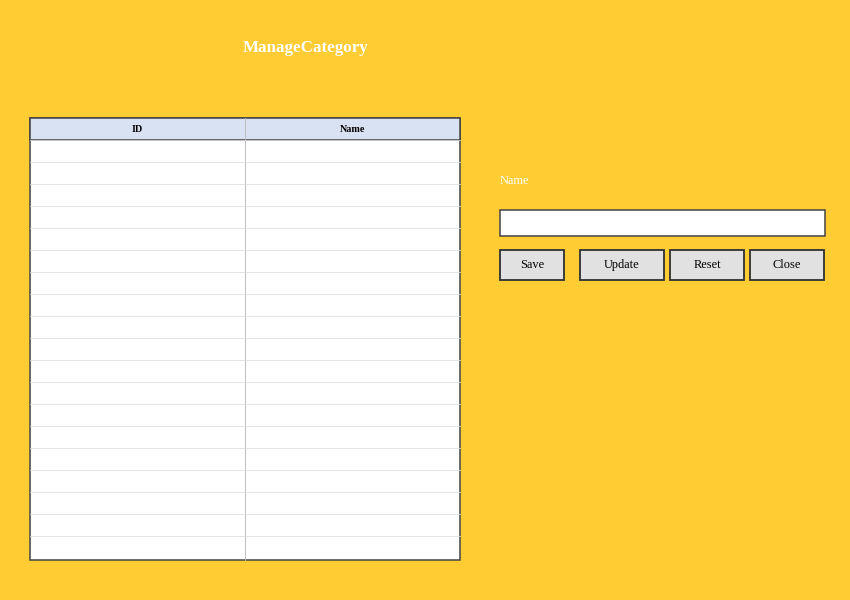 ManageCategory
ID Name
Name
Save Update Reset Close